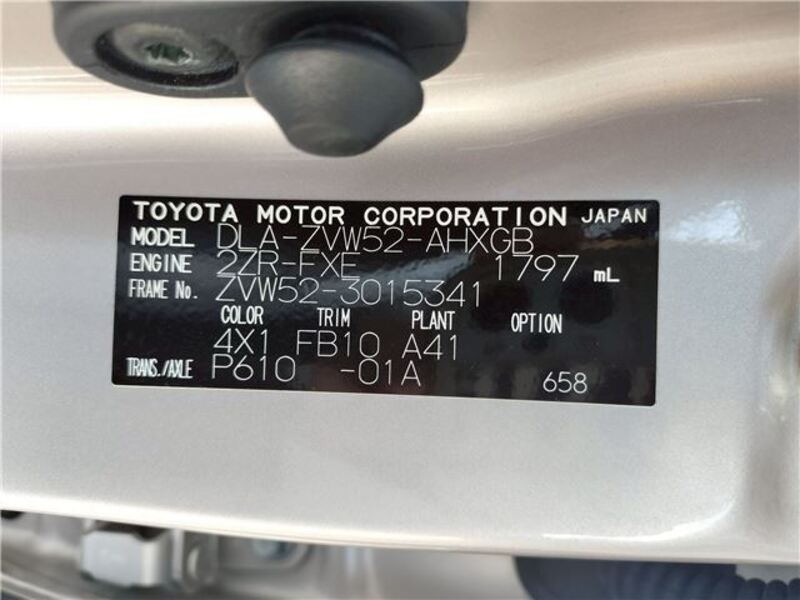 TOYOTA MOTOR CORPORATION JAPAN
MODEL DLA-ZVW52-AHXGB
ENGINE 2ZR-FXE 1797 mL
FRAME No. ZVW52-3015341
COLOR TRIM PLANT OPTION
4X1 FB10 A41
TRANS./AXLE P610 -01A 658